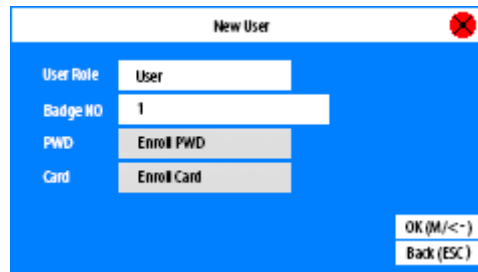 New User
User Role User
Badge NO 1
PWD Enroll PWD
Card Enroll Card
OK (M/<-)
Back (ESC)